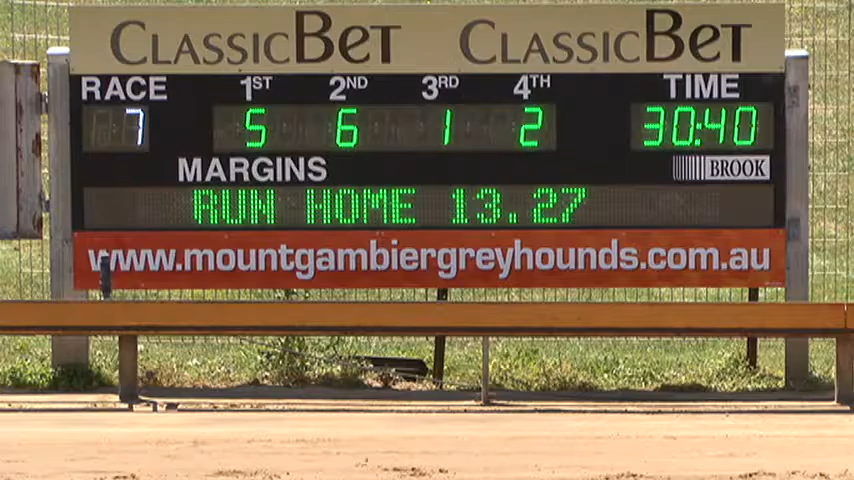 CLASSICBET CLASSICBET
RACE 1ST 2ND 3RD 4TH TIME
7 5 6 1 2 30:40
MARGINS BROOK
RUN HOME 13.27
www.mountgambiergreyhounds.com.au